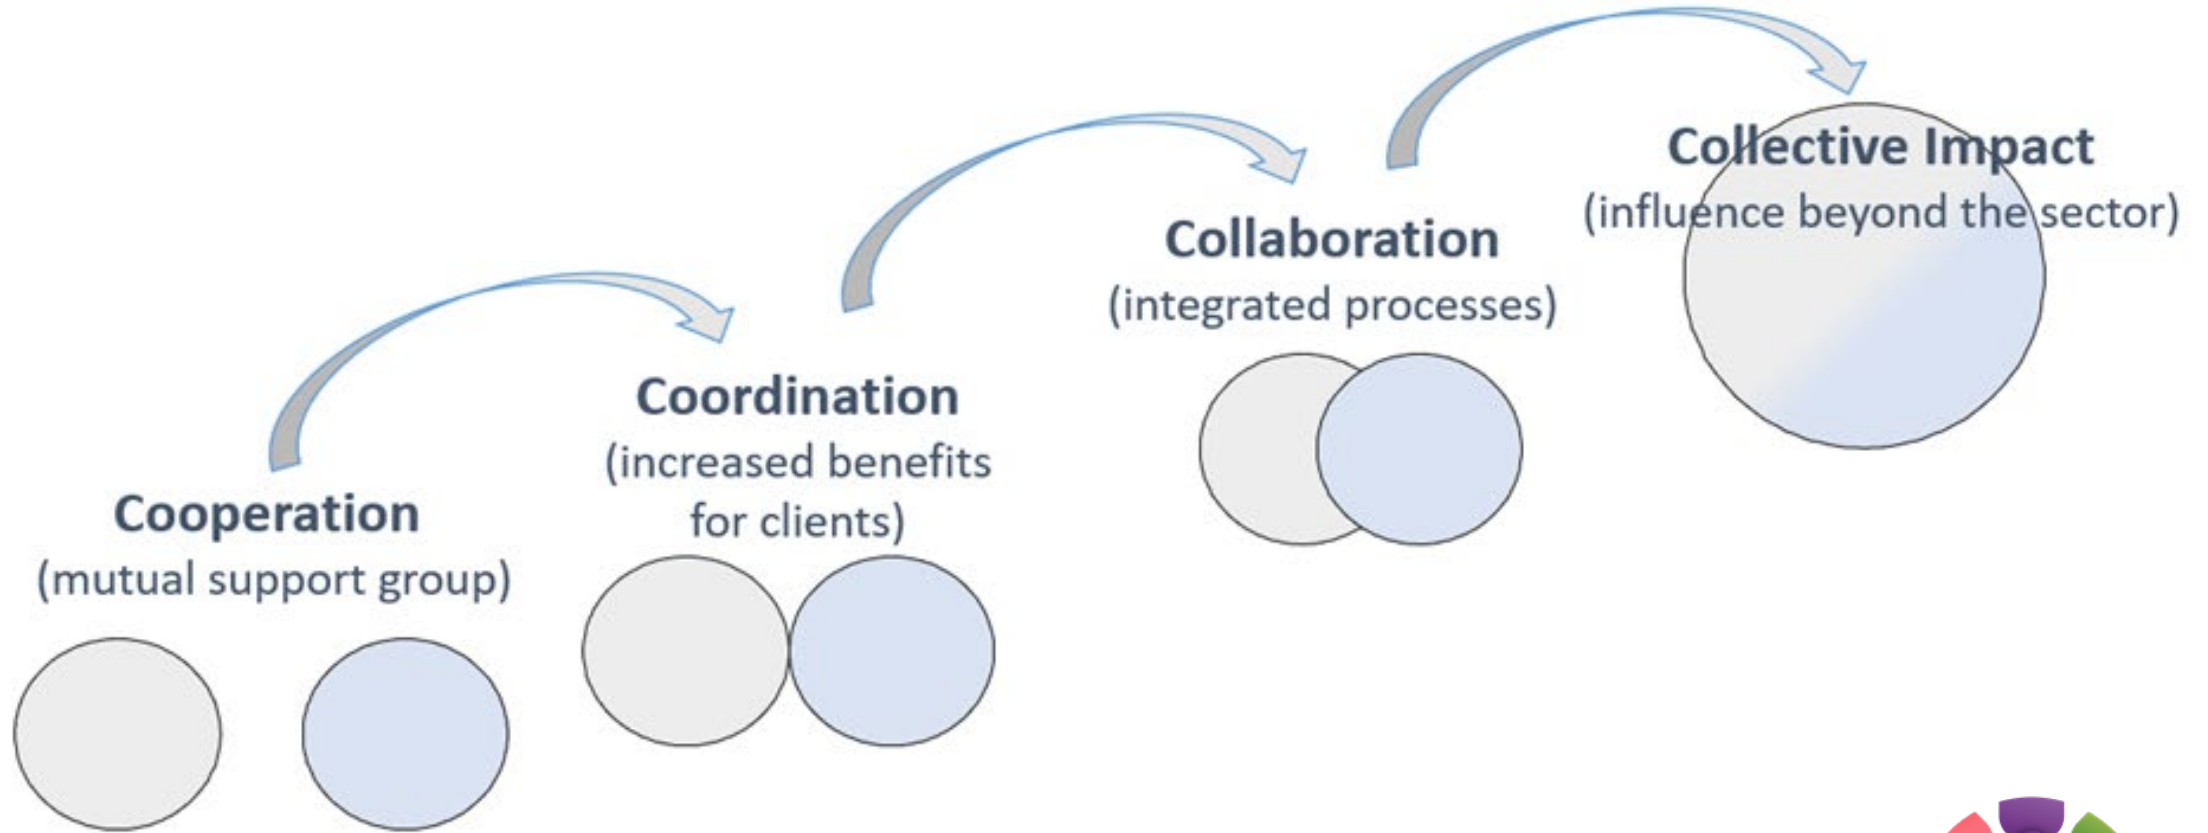 Cooperation
(mutual support group)
Coordination
(increased benefits
for clients)
Collaboration
(integrated processes)
Collective Impact
(influence beyond the sector)